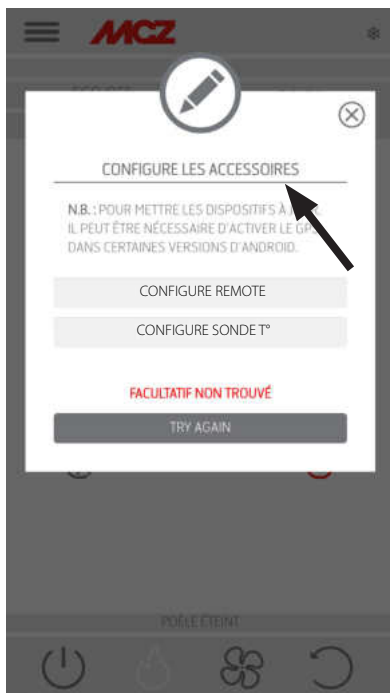 MCZ
CONFIGURE LES ACCESSOIRES
N.B. : POUR METTRE LES DISPOSITIFS À
IL PEUT ÊTRE NÉCESSAIRE D'ACTIVER LE GPS
DANS CERTAINES VERSIONS D'ANDROID.
CONFIGURE REMOTE
CONFIGURE SONDE T°
FACULTATIF NON TROUVÉ
TRY AGAIN
POÊLE ÉTEINT